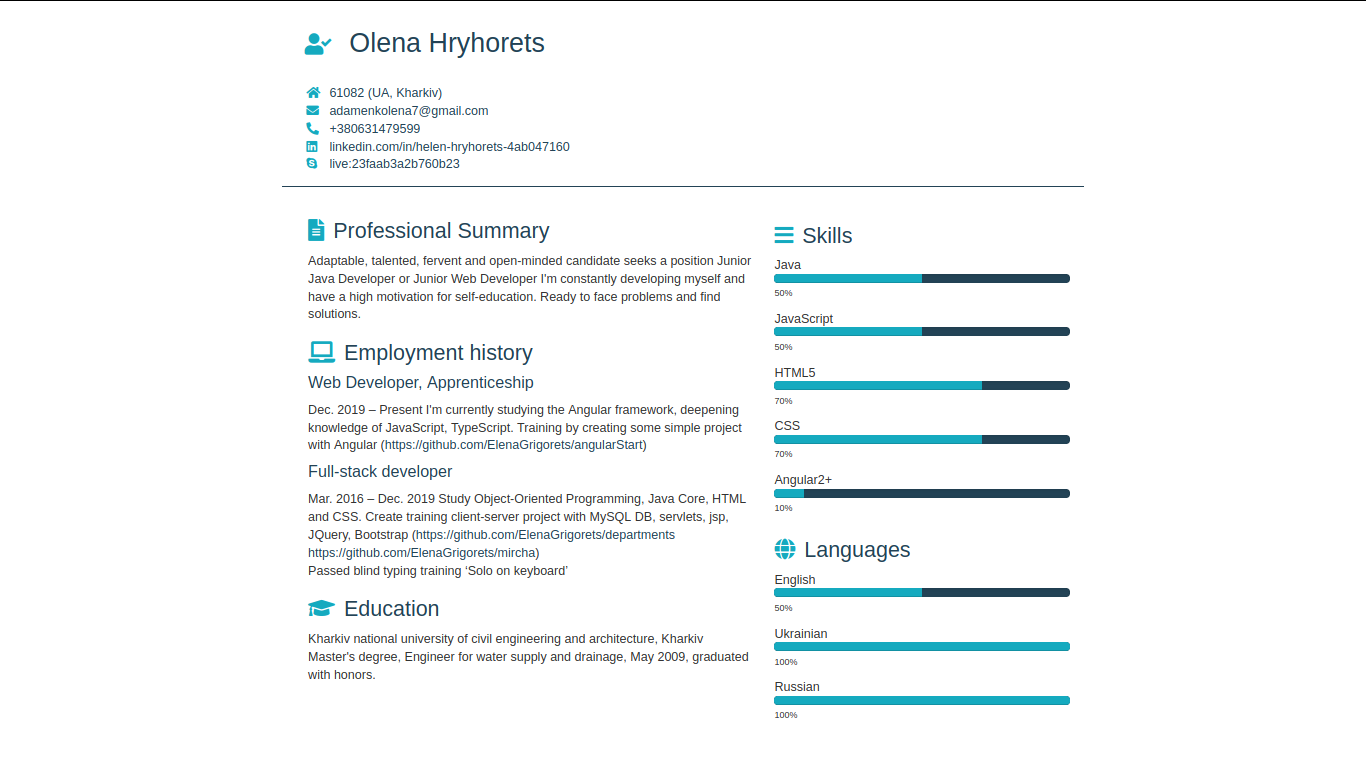 Olena Hryhorets
61082 (UA, Kharkiv)
adamenkolena7@gmail.com
+380631479599
linkedin.com/in/helen-hryhorets-4ab047160
live:23faab3a2b760b23
Professional Summary
Adaptable, talented, fervent and open-minded candidate seeks a position Junior
Java Developer or Junior Web Developer I'm constantly developing myself and
have a high motivation for self-education. Ready to face problems and find
solutions.
Employment history
Web Developer, Apprenticeship
Dec. 2019 – Present I'm currently studying the Angular framework, deepening
knowledge of JavaScript, TypeScript. Training by creating some simple project
with Angular (https://github.com/ElenaGrigorets/angularStart)
Full-stack developer
Mar. 2016 – Dec. 2019 Study Object-Oriented Programming, Java Core, HTML
and CSS. Create training client-server project with MySQL DB, servlets, jsp,
JQuery, Bootstrap (https://github.com/ElenaGrigorets/departments
https://github.com/ElenaGrigorets/mircha)
Passed blind typing training ‘Solo on keyboard’
Education
Kharkiv national university of civil engineering and architecture, Kharkiv
Master's degree, Engineer for water supply and drainage, May 2009, graduated
with honors.
Skills
Java
50%
JavaScript
50%
HTML5
70%
CSS
70%
Angular2+
10%
Languages
English
50%
Ukrainian
100%
Russian
100%